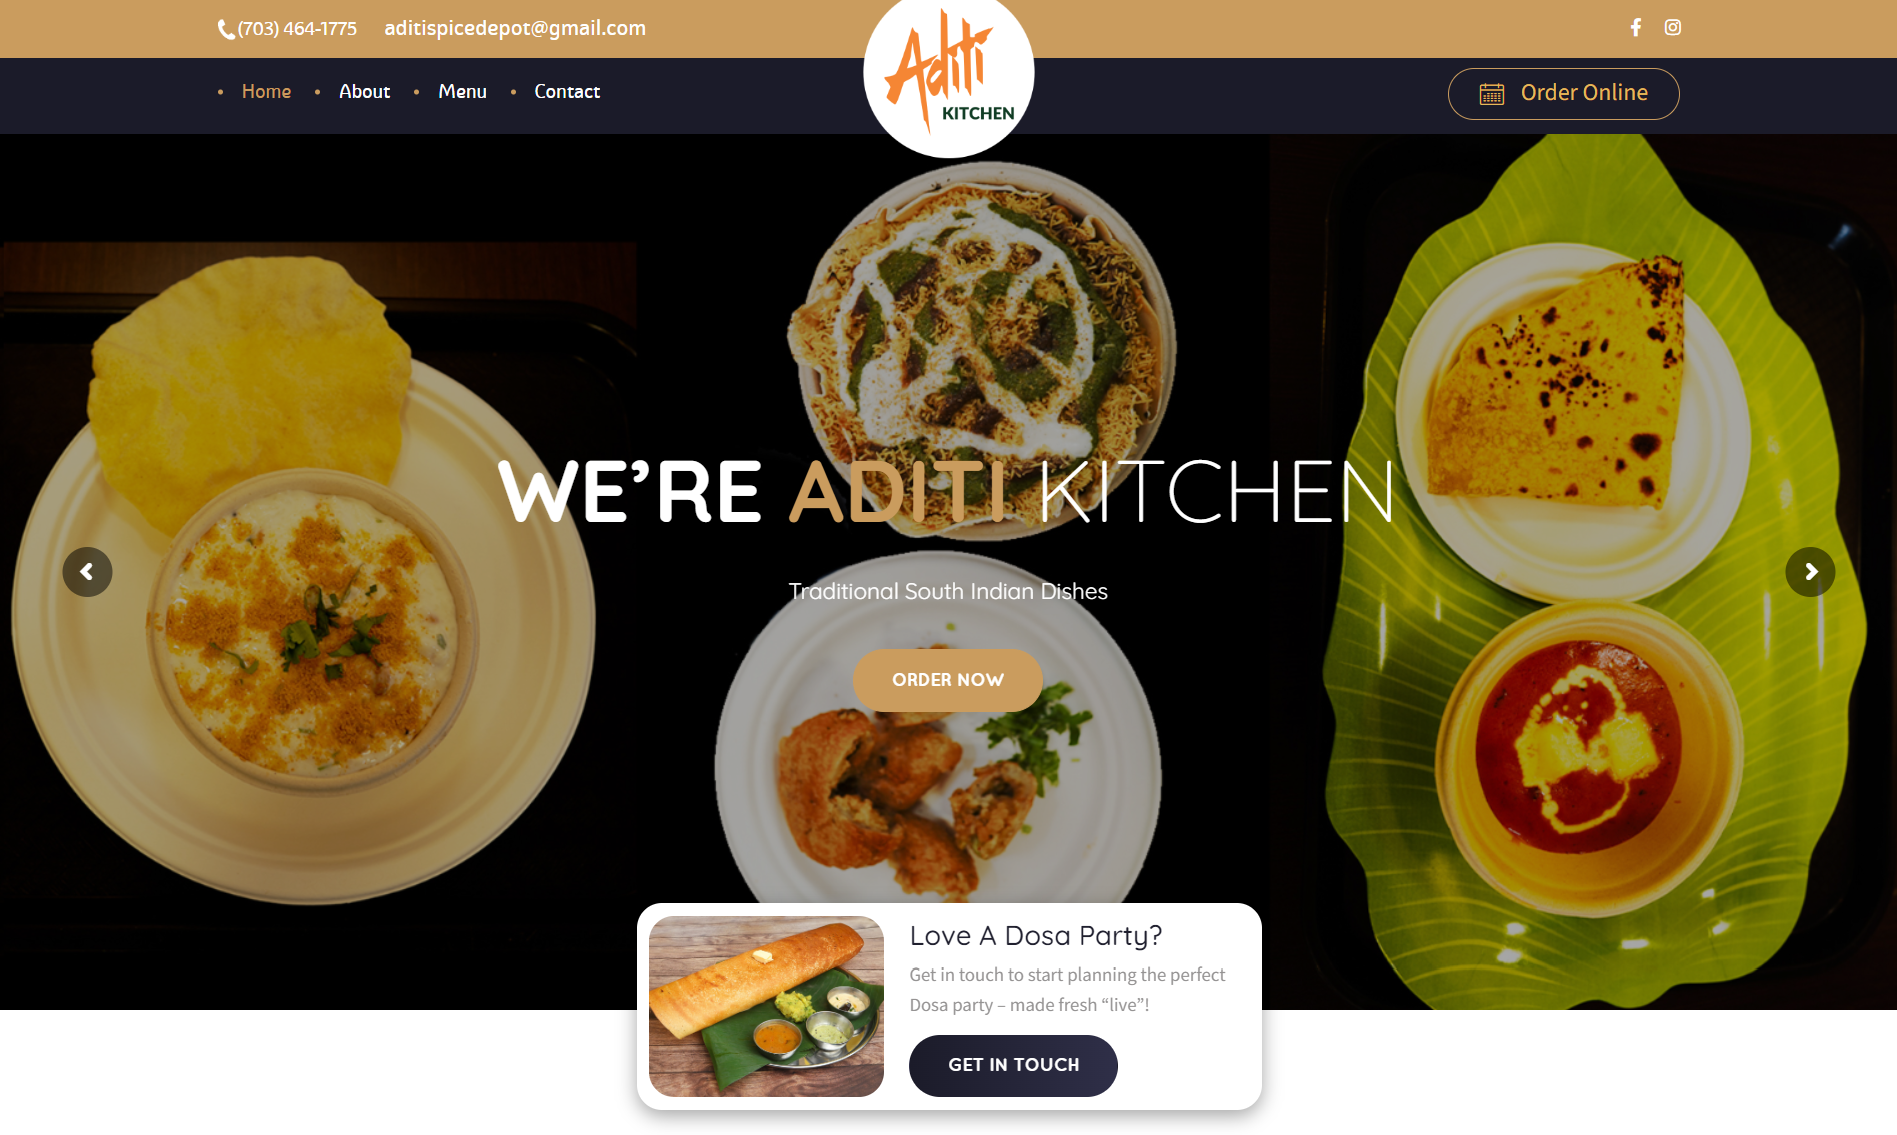 (703) 464-1775
aditispicedepot@gmail.com
Aditi
KITCHEN
Home
About
Menu
Contact
Order Online
WE’RE ADITI KITCHEN
Traditional South Indian Dishes
ORDER NOW
Love A Dosa Party?
Get in touch to start planning the perfect
Dosa party – made fresh “live”!
GET IN TOUCH